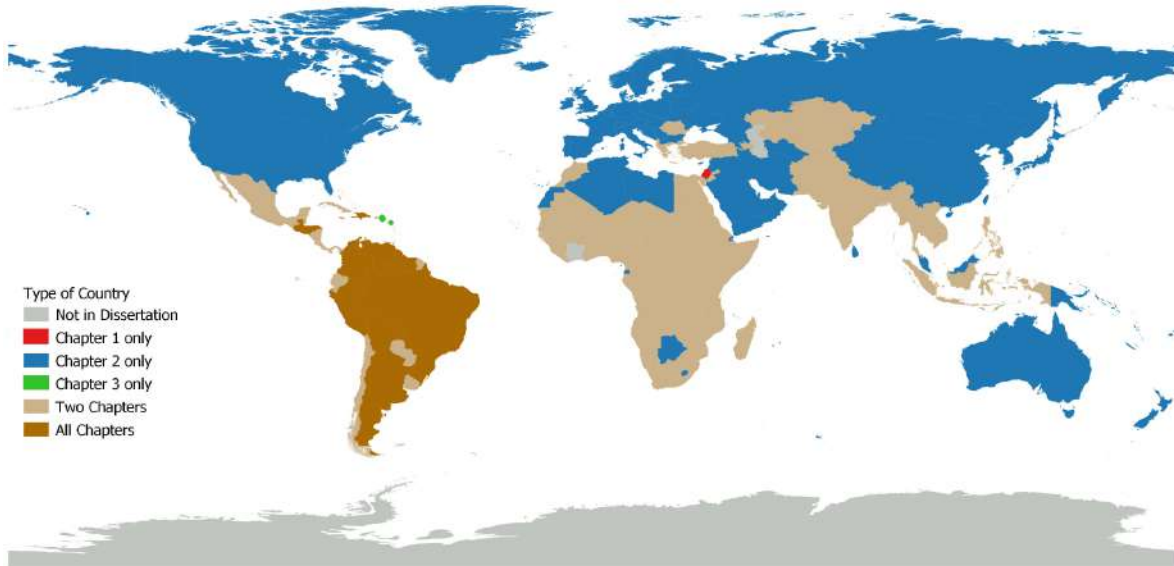 Type of Country
Not in Dissertation
Chapter 1 only
Chapter 2 only
Chapter 3 only
Two Chapters
All Chapters